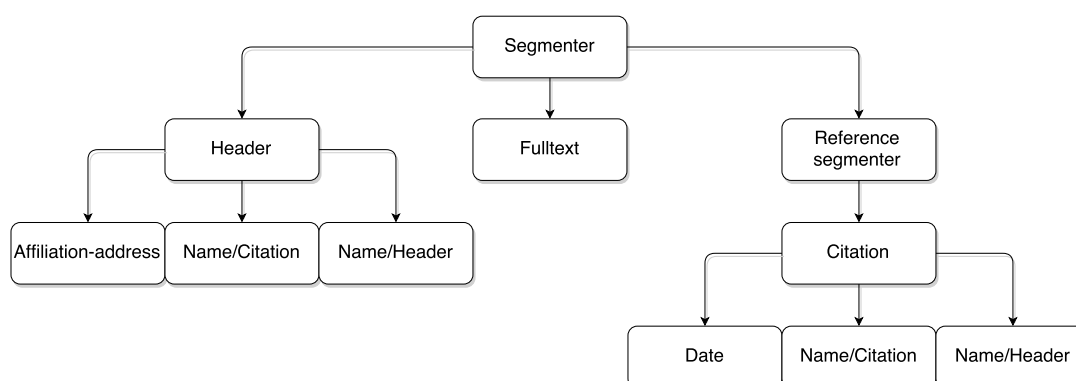 Segmenter
Header
Fulltext
Reference
segmenter
Affiliation-address
Name/Citation
Name/Header
Citation
Date
Name/Citation
Name/Header